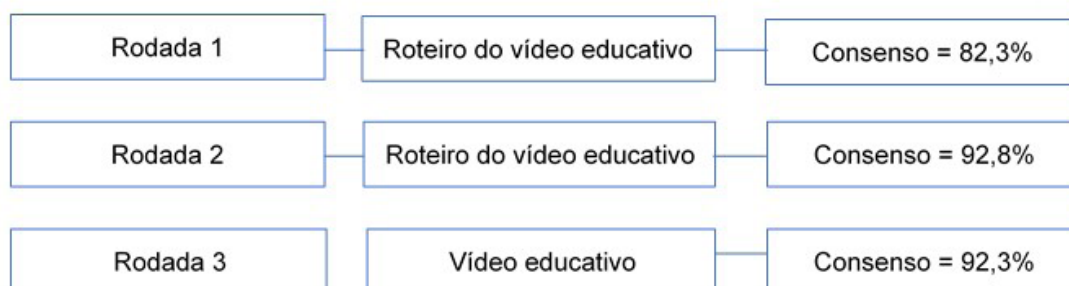 Rodada 1 Roteiro do vídeo educativo Consenso = 82,3%
Rodada 2 Roteiro do vídeo educativo Consenso = 92,8%
Rodada 3 Vídeo educativo Consenso = 92,3%